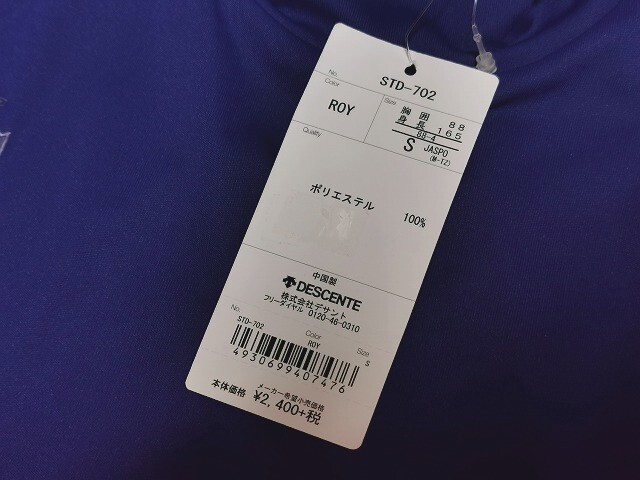 No. STD-702
Color Size
ROY 胸囲 88
身長 165
88-4
S JASPO
(M-TZ)
Quality
ポリエステル 100%
中国製
DESCENTE
株式会社デサント
フリーダイヤル 0120-46-0310
No. Color Size
STD-702 ROY S
4930699407476
メーカー希望小売価格
本体価格 ¥2,400+税